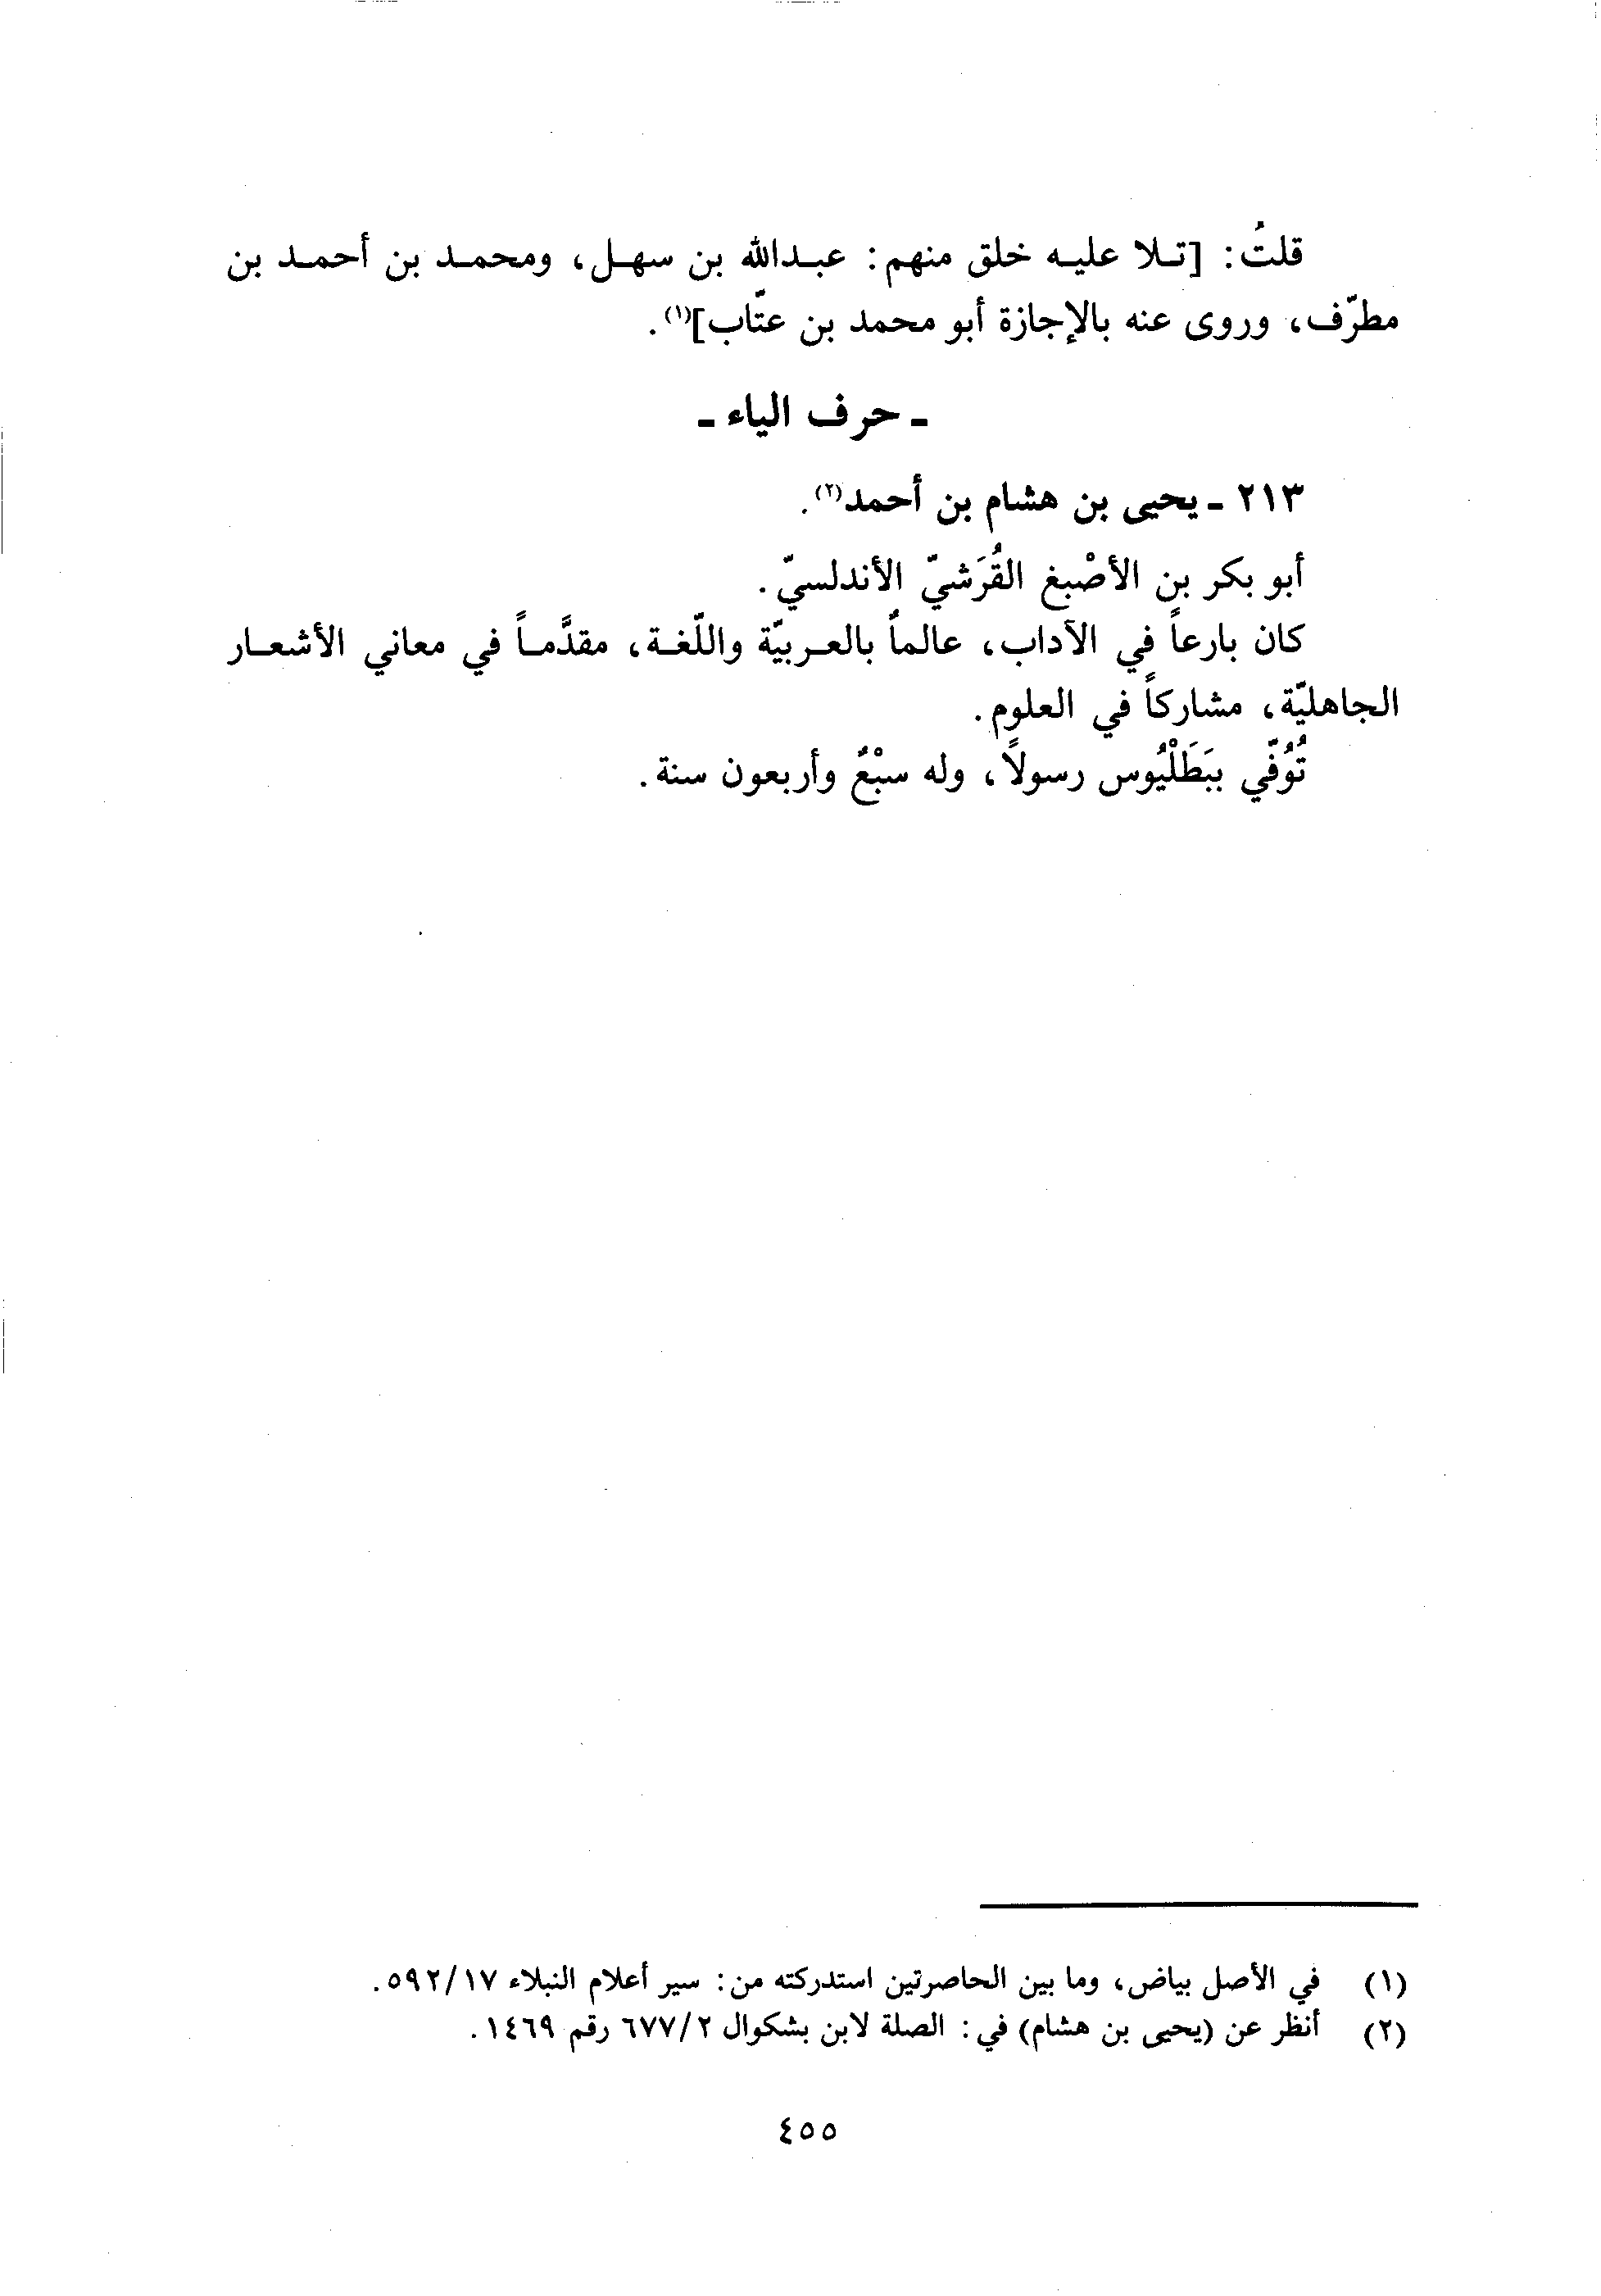 قلتُ: [تلا عليه خلق منهم: عبدالله بن سهل، ومحمد بن أحمد بن
مطرّف، وروى عنه بالإجازة أبو محمد بن عتّاب](١).
- حرف الياء -
٢١٣ - يحيى بن هشام بن أحمد(٢).
أبو بكر بن الأصْبغ القُرَشيّ الأندلسيّ.
كان بارعاً في الآداب، عالماً بالعربيّة واللّغة، مقدَّماً في معاني الأشعار
الجاهليّة، مشاركاً في العلوم.
تُوُفّي ببَطَلْيُوس رسولاً، وله سبْعٌ وأربعون سنة.
(١) في الأصل بياض، وما بين الحاصرتين استدركته من: سير أعلام النبلاء ٥٩٢/١٧.
(٢) أنظر عن (يحيى بن هشام) في: الصلة لابن بشكوال ٦٧٧/٢ رقم ١٤٦٩.
٤٥٥